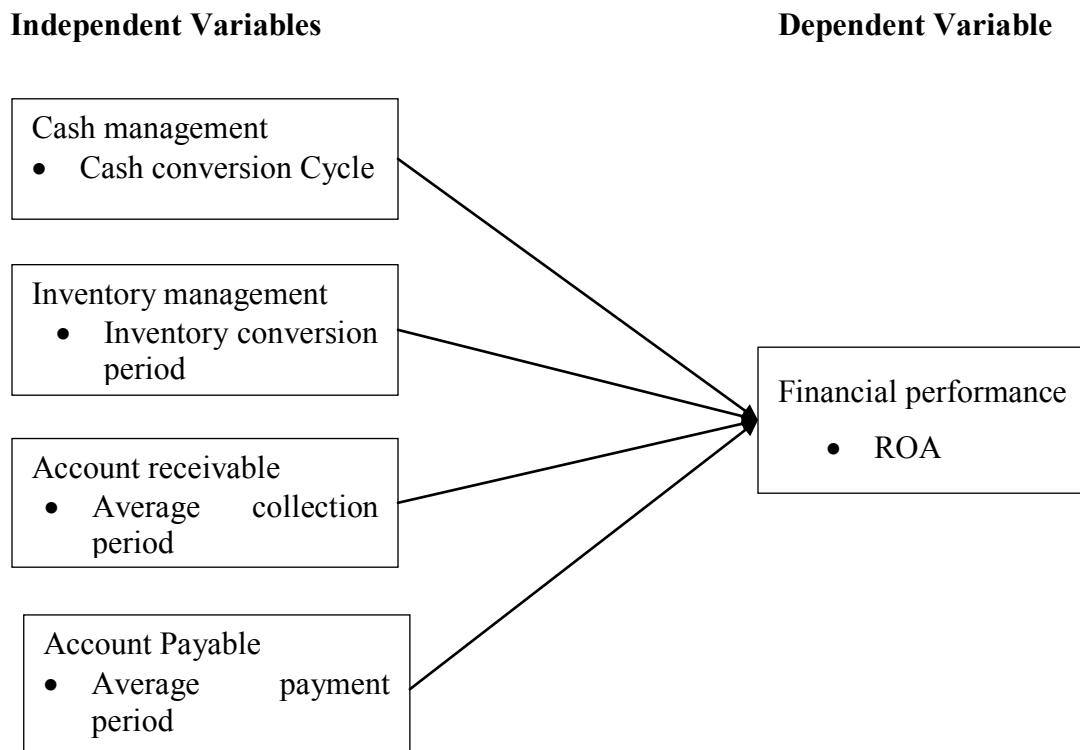 Independent Variables
Dependent Variable
Cash management
• Cash conversion Cycle
Inventory management
• Inventory conversion
period
Account receivable
• Average collection
period
Account Payable
• Average payment
period
Financial performance
• ROA